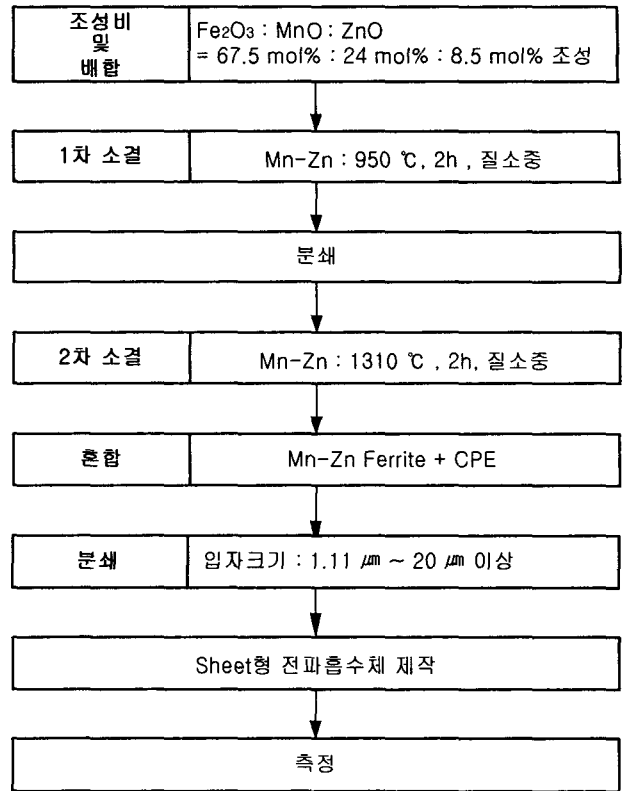 조성비
및
배합
Fe2O3 : MnO : ZnO
= 67.5 mol% : 24 mol% : 8.5 mol% 조성
1차 소결
Mn-Zn : 950 ℃, 2h , 질소중
분쇄
2차 소결
Mn-Zn : 1310 ℃ , 2h, 질소중
혼합
Mn-Zn Ferrite + CPE
분쇄
입자크기 : 1.11 ㎛ ~ 20 ㎛ 이상
Sheet형 전파흡수체 제작
측정